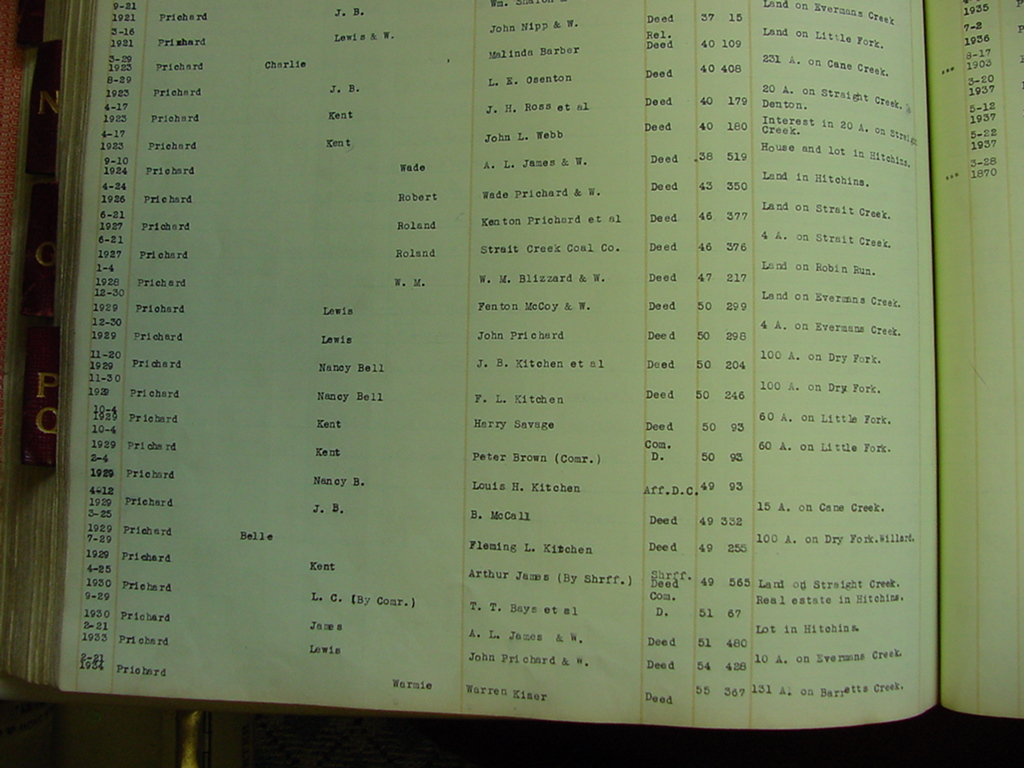 9-21
1921 Prichard J. B. Wm. Sharon
3-16
1921 Prichard Lewis & W. John Nipp & W. Deed 37 15 Land on Evermans Creek.
3-29 Rel.
1923 Prichard Charlie Malinda Barber Deed 40 109 Land on Little Fork.
8-29
1923 Prichard J. B. L. E. Osenton Deed 40 408 231 A. on Cane Creek.
4-17 20 A. on Straight Creek.
1923 Prichard Kent J. H. Ross et al Deed 40 179 Denton.
4-17 Interest in 20 A. on Straight
1923 Prichard Kent John L. Webb Deed 40 180 Creek.
9-10
1924 Prichard Wade A. L. James & W. Deed 38 519 House and lot in Hitchins.
4-24
1926 Prichard Robert Wade Prichard & W. Deed 43 350 Land in Hitchins.
6-21
1927 Prichard Roland Kenton Prichard et al Deed 46 377 Land on Strait Creek.
6-21
1927 Prichard Roland Strait Creek Coal Co. Deed 46 376 4 A. on Strait Creek.
1-4
1928 Prichard W. M. W. M. Blizzard & W. Deed 47 217 Land on Robin Run.
12-30
1929 Prichard Lewis Fenton McCoy & W. Deed 50 299 Land on Evermans Creek.
12-30
1929 Prichard Lewis John Prichard Deed 50 298 4 A. on Evermans Creek.
11-20
1929 Prichard Nancy Bell J. B. Kitchen et al Deed 50 204 100 A. on Dry Fork.
11-30
1929 Prichard Nancy Bell F. L. Kitchen Deed 50 246 100 A. on Dry Fork.
10-4
1929 Prichard Kent Harry Savage Deed 50 93 60 A. on Little Fork.
10-4 Com.
1929 Prichard Kent Peter Brown (Comr.) D. 50 93 60 A. on Little Fork.
2-4
1929 Prichard Nancy B. Louis H. Kitchen Aff.D.C. 49 93
4-12
1929 Prichard J. B. B. McCall Deed 49 332 15 A. on Cane Creek.
3-25
1929 Prichard Belle Fleming L. Kitchen Deed 49 255 100 A. on Dry Fork.Willard.
7-29 Shrff.
1929 Prichard Kent Arthur James (By Shrff.) Deed 49 565 Land on Straight Creek.
4-25 Com.
1930 Prichard L. C. (By Comr.) T. T. Bays et al D. 51 67 Real estate in Hitchins.
9-29
1930 Prichard James A. L. James & W. Deed 51 480 Lot in Hitchins.
2-21
1933 Prichard Lewis John Prichard & W. Deed 54 428 10 A. on Evermans Creek.
2-21
1934 Prichard Warmie Warren Kiser Deed 55 367 131 A. on Barretts Creek.
N
O
P
Q
4-5
1935
7-2
1936
8-17
... 1903
3-20
1937
5-12
1937
5-22
1937
3-28
... 1870